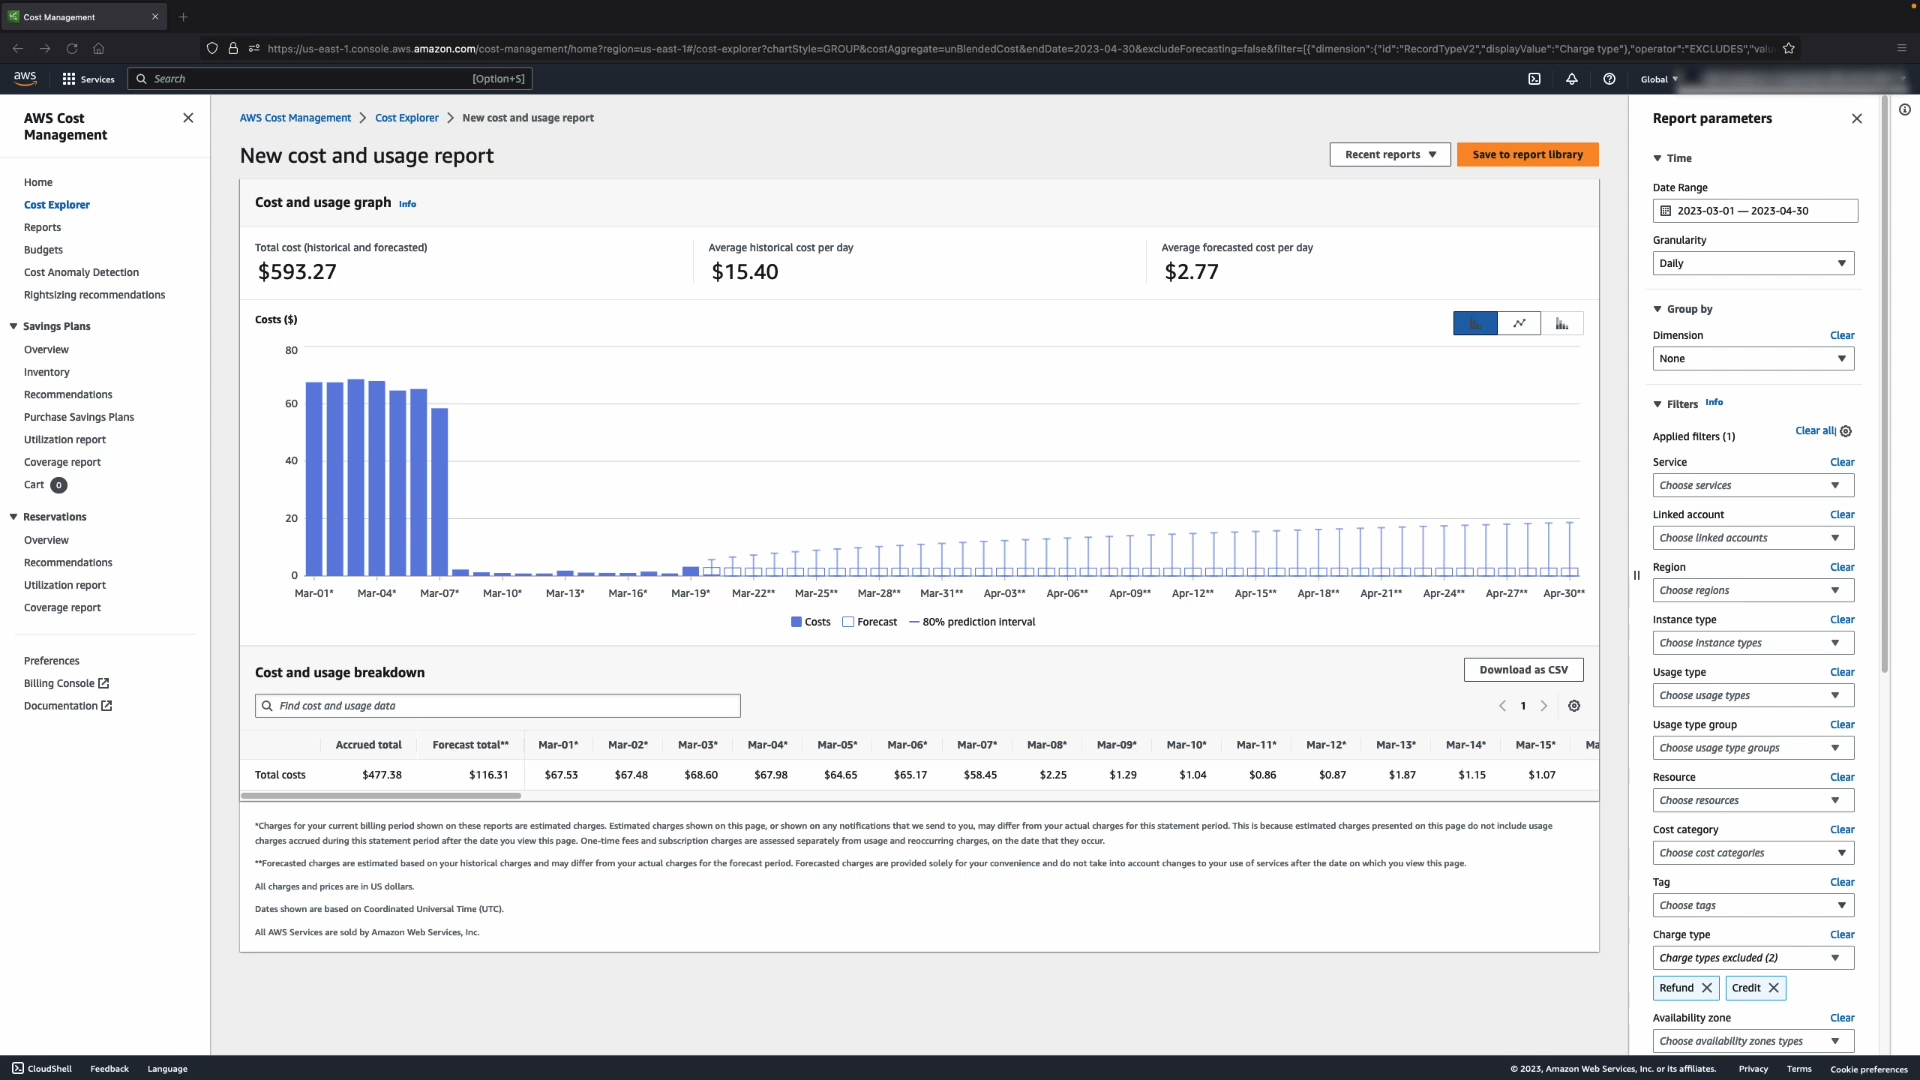 Cost Management
https://us-east-1.console.aws.amazon.com/cost-management/home?region=us-east-1#/cost-explorer?chartStyle=GROUP&costAggregate=unBlendedCost&endDate=2023-04-30&excludeForecasting=false&filter=[{"dimension":{"id":"RecordTypeV2","displayValue":"Charge type"},"operator":"EXCLUDES","valu
aws Services Search [Option+S] Global
AWS Cost Management
Home
Cost Explorer
Reports
Budgets
Cost Anomaly Detection
Rightsizing recommendations
Savings Plans
Overview
Inventory
Recommendations
Purchase Savings Plans
Utilization report
Coverage report
Cart 0
Reservations
Overview
Recommendations
Utilization report
Coverage report
Preferences
Billing Console
Documentation
AWS Cost Management > Cost Explorer > New cost and usage report
New cost and usage report
Recent reports
Save to report library
Cost and usage graph Info
Total cost (historical and forecasted)
$593.27
Average historical cost per day
$15.40
Average forecasted cost per day
$2.77
Costs ($)
80
60
40
20
0
Mar-01* Mar-04* Mar-07* Mar-10* Mar-13* Mar-16* Mar-19* Mar-22** Mar-25** Mar-28** Mar-31** Apr-03** Apr-06** Apr-09** Apr-12** Apr-15** Apr-18** Apr-21** Apr-24** Apr-27** Apr-30**
Costs Forecast 80% prediction interval
Cost and usage breakdown
Download as CSV
Find cost and usage data
1
Accrued total Forecast total** Mar-01* Mar-02* Mar-03* Mar-04* Mar-05* Mar-06* Mar-07* Mar-08* Mar-09* Mar-10* Mar-11* Mar-12* Mar-13* Mar-14* Mar-15* Ma
Total costs $477.38 $116.31 $67.53 $67.48 $68.60 $67.98 $64.65 $65.17 $58.45 $2.25 $1.29 $1.04 $0.86 $0.87 $1.87 $1.15 $1.07
*Charges for your current billing period shown on these reports are estimated charges. Estimated charges shown on this page, or shown on any notifications that we send to you, may differ from your actual charges for this statement period. This is because estimated charges presented on this page do not include usage
charges accrued during this statement period after the date you view this page. One-time fees and subscription charges are assessed separately from usage and reoccurring charges, on the date that they occur.
**Forecasted charges are estimated based on your historical charges and may differ from your actual charges for the forecast period. Forecasted charges are provided solely for your convenience and do not take into account changes to your use of services after the date on which you view this page.
All charges and prices are in US dollars.
Dates shown are based on Coordinated Universal Time (UTC).
All AWS Services are sold by Amazon Web Services, Inc.
Report parameters
Time
Date Range
2023-03-01 — 2023-04-30
Granularity
Daily
Group by
Dimension Clear
None
Filters Info
Applied filters (1) Clear all
Service Clear
Choose services
Linked account Clear
Choose linked accounts
Region Clear
Choose regions
Instance type Clear
Choose instance types
Usage type Clear
Choose usage types
Usage type group Clear
Choose usage type groups
Resource Clear
Choose resources
Cost category Clear
Choose cost categories
Tag Clear
Choose tags
Charge type Clear
Charge types excluded (2)
Refund Credit
Availability zone Clear
Choose availability zones types
CloudShell Feedback Language
© 2023, Amazon Web Services, Inc. or its affiliates. Privacy Terms Cookie preferences